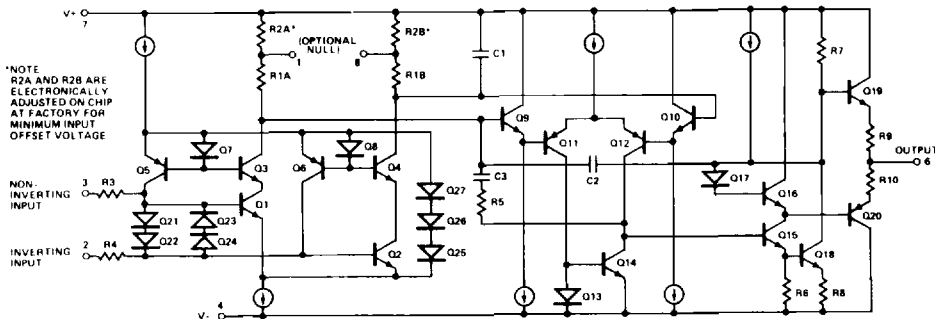 V+
7
R2A*
(OPTIONAL
NULL)
1
8
R2B*
R1A
R1B
C1
R7
*NOTE
R2A AND R2B ARE
ELECTRONICALLY
ADJUSTED ON CHIP
AT FACTORY FOR
MINIMUM INPUT
OFFSET VOLTAGE
Q9
Q10
Q19
Q11
Q12
R9
OUTPUT
6
R10
Q7
Q8
Q5
Q3
Q6
Q4
C2
Q17
Q16
Q20
NON-
INVERTING
INPUT
3
R3
C3
R5
Q27
Q26
Q25
Q21
Q23
Q1
Q22
Q24
INVERTING
INPUT
2
R4
Q2
Q15
Q14
Q18
Q13
R6
R8
4
V-